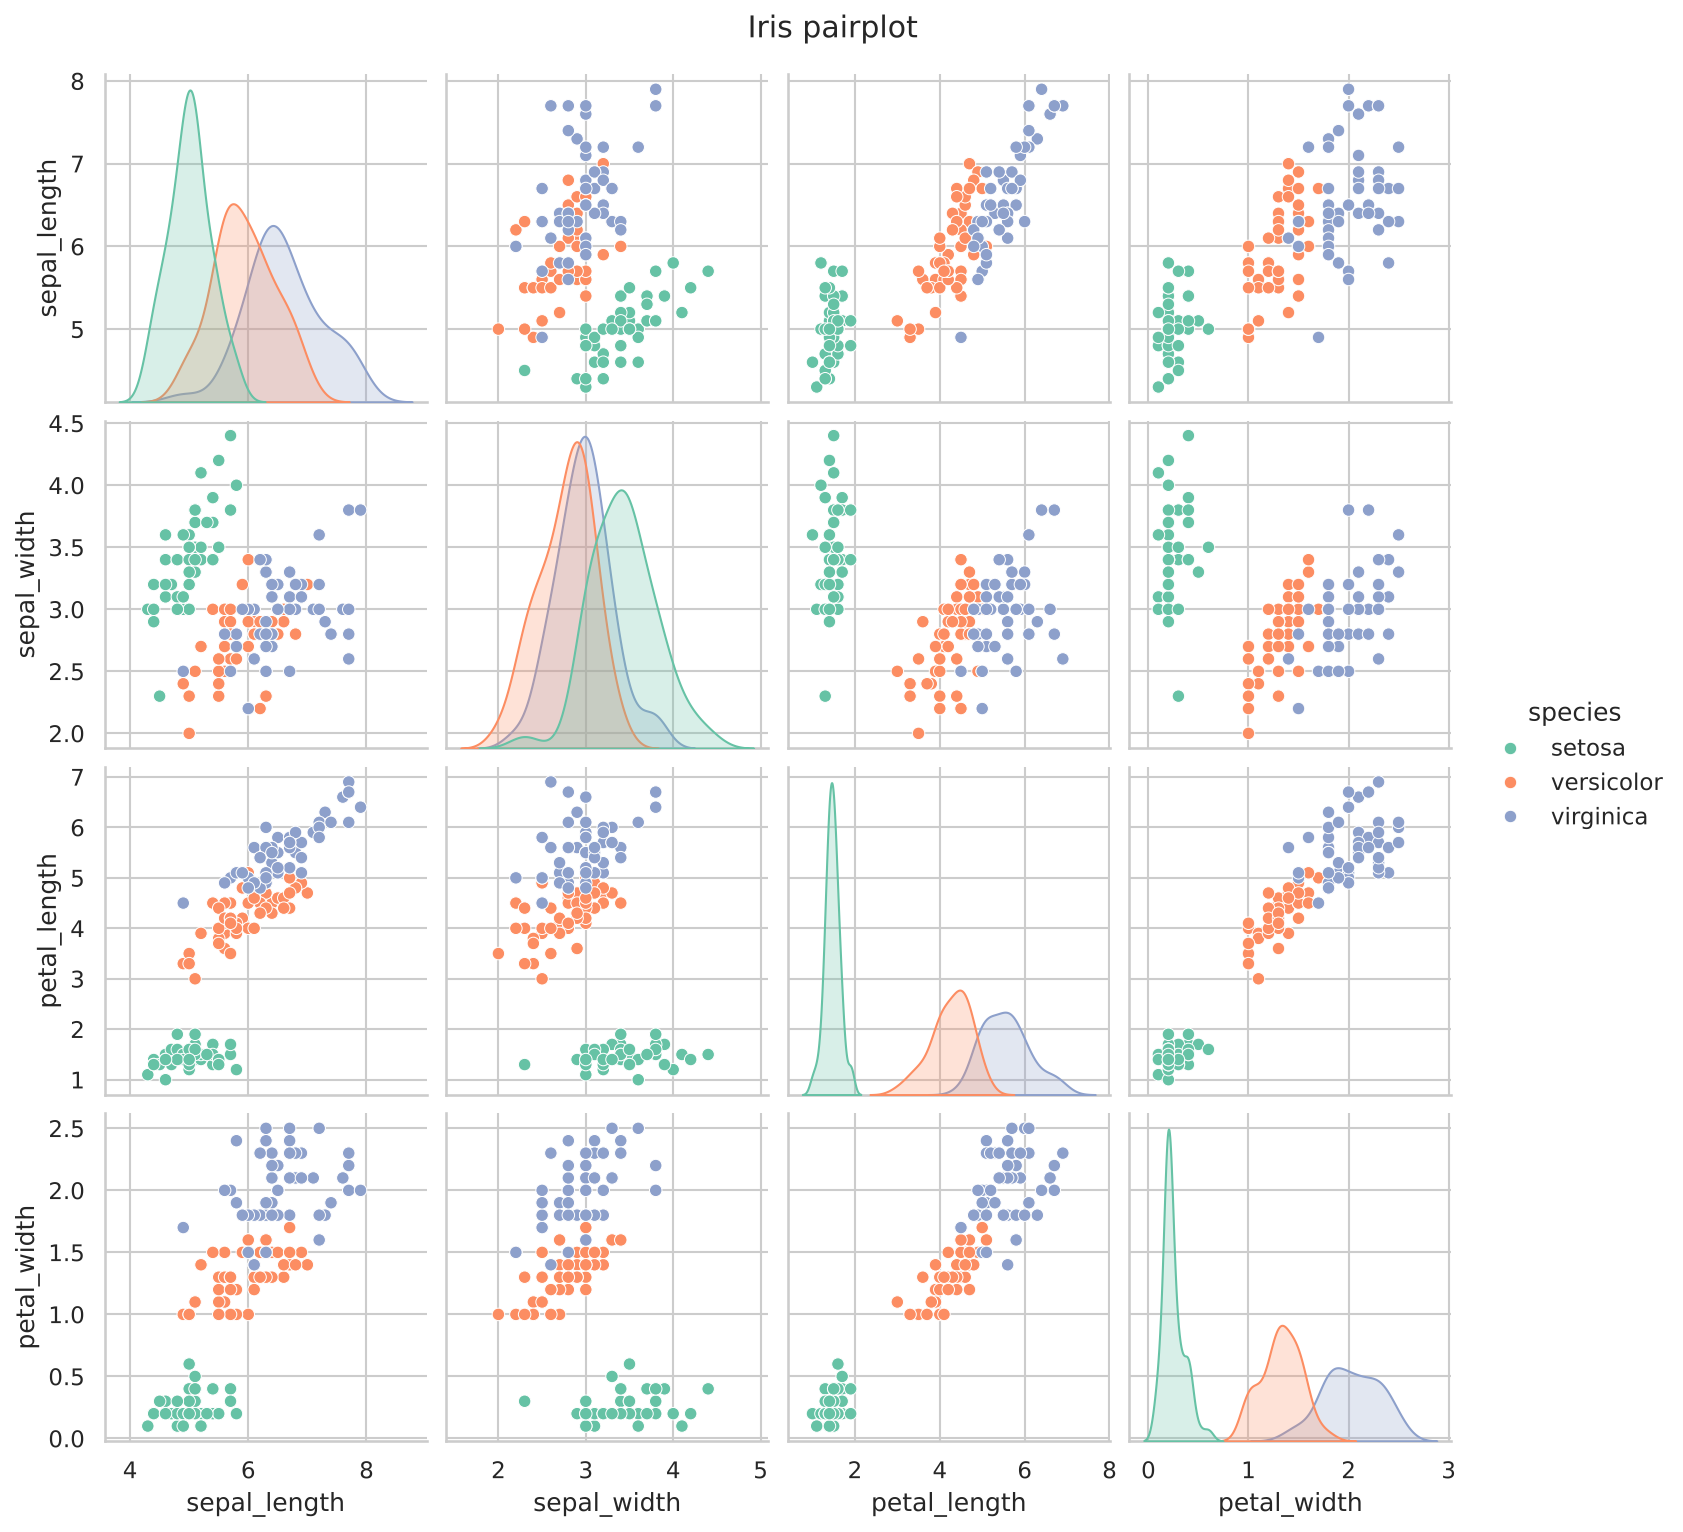 Iris pairplot
8
7
6
5
sepal_length
4.5
4.0
3.5
3.0
2.5
2.0
sepal_width
7
6
5
4
3
2
1
petal_length
2.5
2.0
1.5
1.0
0.5
0.0
petal_width
4 6 8
sepal_length
2 3 4 5
sepal_width
2 4 6 8
petal_length
0 1 2 3
petal_width
species
setosa
versicolor
virginica